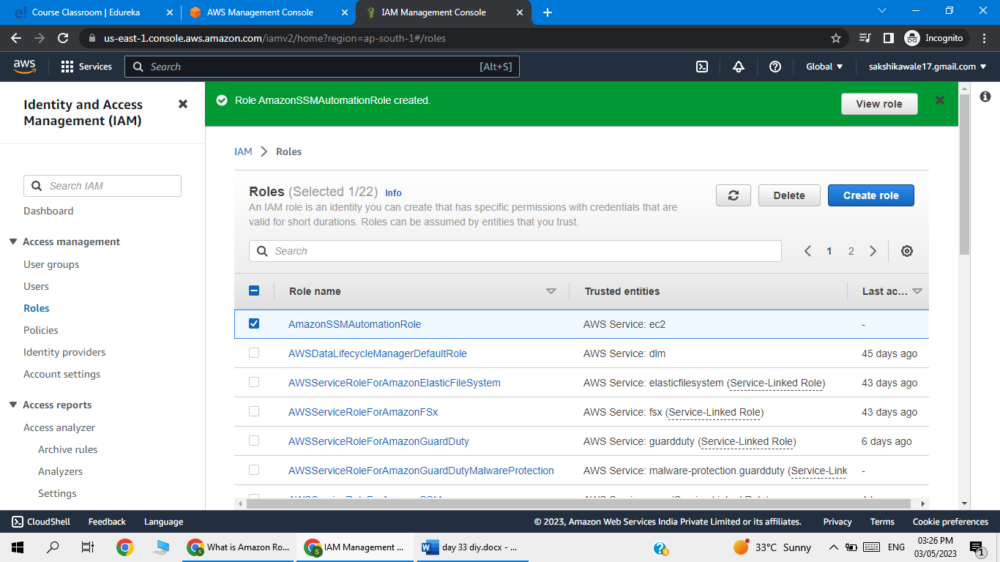 Course Classroom | Edureka
AWS Management Console
IAM Management Console
us-east-1.console.aws.amazon.com/iamv2/home?region=ap-south-1#/roles
Incognito
aws
Services
Search
[Alt+S]
Global
sakshikawale17.gmail.com
Identity and Access
Management (IAM)
Search IAM
Dashboard
Access management
User groups
Users
Roles
Policies
Identity providers
Account settings
Access reports
Access analyzer
Archive rules
Analyzers
Settings
Role AmazonSSMAutomationRole created.
View role
IAM
Roles
Roles (Selected 1/22) Info
An IAM role is an identity you can create that has specific permissions with credentials that are
valid for short durations. Roles can be assumed by entities that you trust.
Delete
Create role
Search
1 2
Role name Trusted entities Last ac...
AmazonSSMAutomationRole AWS Service: ec2 -
AWSDataLifecycleManagerDefaultRole AWS Service: dlm 45 days ago
AWSServiceRoleForAmazonElasticFileSystem AWS Service: elasticfilesystem (Service-Linked Role) 43 days ago
AWSServiceRoleForAmazonFSx AWS Service: fsx (Service-Linked Role) 43 days ago
AWSServiceRoleForAmazonGuardDuty AWS Service: guardduty (Service-Linked Role) 6 days ago
AWSServiceRoleForAmazonGuardDutyMalwareProtection AWS Service: malware-protection.guardduty (Service-Link -
CloudShell Feedback Language © 2023, Amazon Web Services India Private Limited or its affiliates. Privacy Terms Cookie preferences
What is Amazon Ro... IAM Management ... day 33 diy.docx - ... 33°C Sunny ENG
03:26 PM
03/05/2023
1